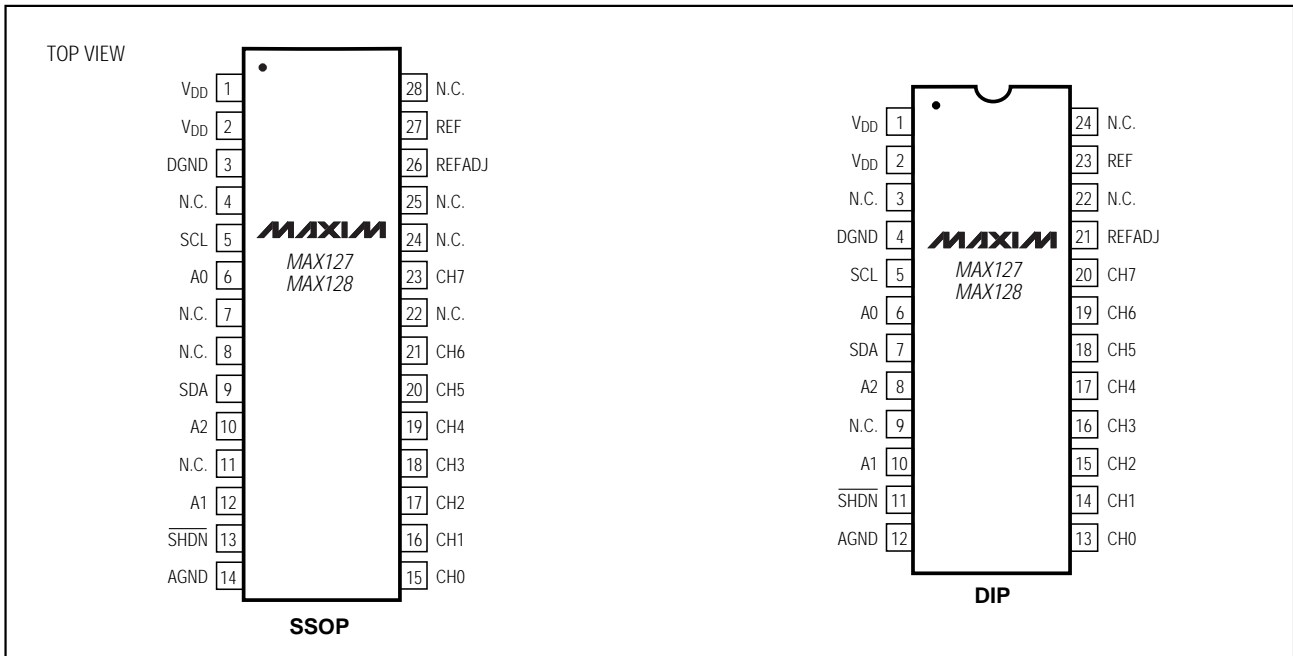 TOP VIEW
VDD 1
VDD 2
DGND 3
N.C. 4
SCL 5
A0 6
N.C. 7
N.C. 8
SDA 9
A2 10
N.C. 11
A1 12
SHDN 13
AGND 14
MAXIM
MAX127
MAX128
28 N.C.
27 REF
26 REFADJ
25 N.C.
24 N.C.
23 CH7
22 N.C.
21 CH6
20 CH5
19 CH4
18 CH3
17 CH2
16 CH1
15 CH0
SSOP
VDD 1
VDD 2
N.C. 3
DGND 4
SCL 5
A0 6
SDA 7
A2 8
N.C. 9
A1 10
SHDN 11
AGND 12
MAXIM
MAX127
MAX128
24 N.C.
23 REF
22 N.C.
21 REFADJ
20 CH7
19 CH6
18 CH5
17 CH4
16 CH3
15 CH2
14 CH1
13 CH0
DIP